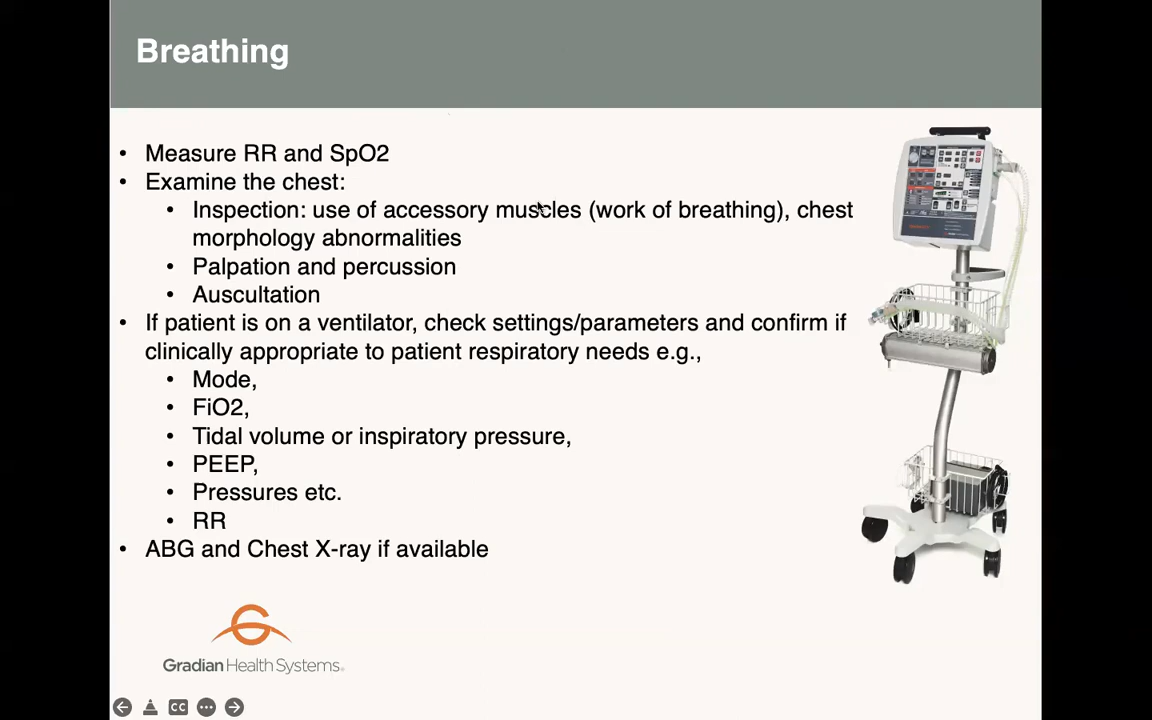 Breathing
• Measure RR and SpO2
• Examine the chest:
• Inspection: use of accessory muscles (work of breathing), chest
morphology abnormalities
• Palpation and percussion
• Auscultation
• If patient is on a ventilator, check settings/parameters and confirm if
clinically appropriate to patient respiratory needs e.g.,
• Mode,
• FiO2,
• Tidal volume or inspiratory pressure,
• PEEP,
• Pressures etc.
• RR
• ABG and Chest X-ray if available
Gradian Health Systems
CC